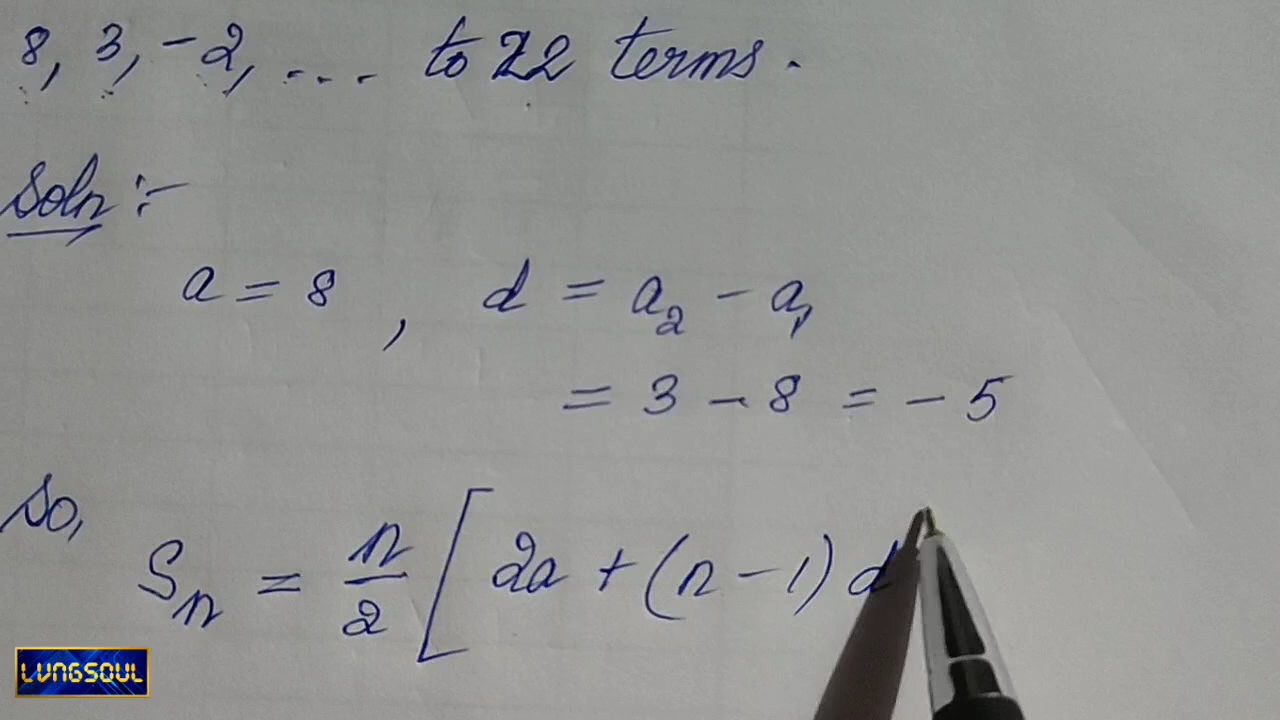 8, 3, -2, ... to 22 terms.
Soln :-
a = 8 , d = a₂ - a₁
= 3 - 8 = - 5
So,
Sₙ = n/2 [ 2a + (n - 1) d
LUNGSOUL